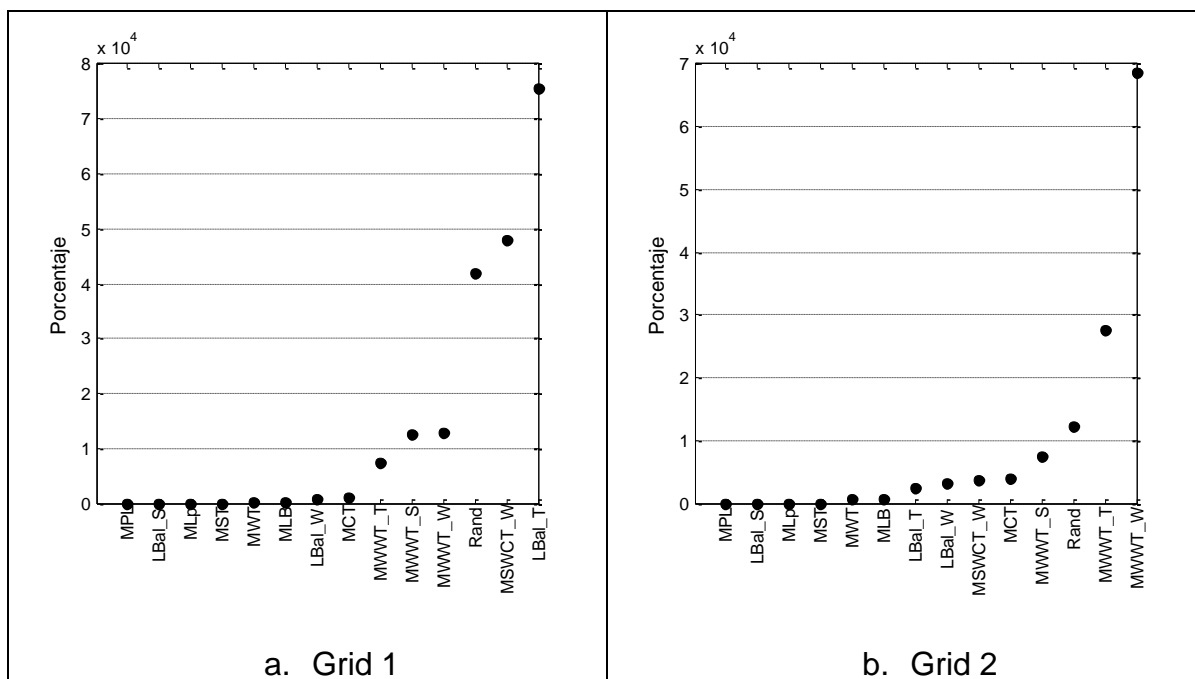 x 10^4
8
7
6
5
4
3
2
1
0
Porcentaje
MPL
LBal_S
MLp
MST
MWT
MLB
LBal_W
MCT
MWWT_T
MWWT_S
MWWT_W
Rand
MSWCT_W
LBal_T
a. Grid 1
x 10^4
7
6
5
4
3
2
1
0
Porcentaje
MPL
LBal_S
MLp
MST
MWT
MLB
LBal_T
LBal_W
MSWCT_W
MCT
MWWT_S
Rand
MWWT_T
MWWT_W
b. Grid 2